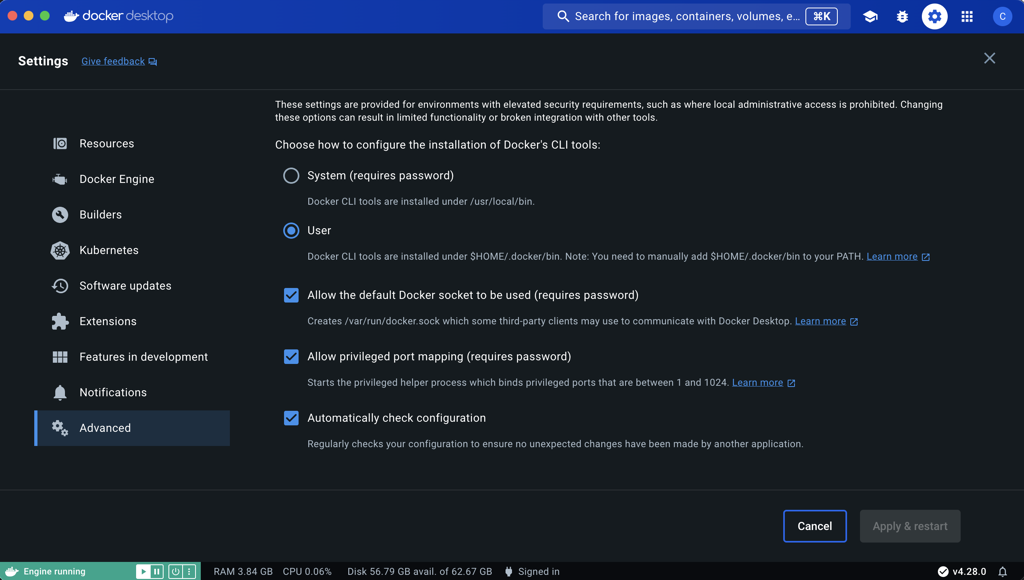 docker desktop
Search for images, containers, volumes, e... ⌘K
C
Settings Give feedback
These settings are provided for environments with elevated security requirements, such as where local administrative access is prohibited. Changing
these options can result in limited functionality or broken integration with other tools.
Choose how to configure the installation of Docker's CLI tools:
System (requires password)
Docker CLI tools are installed under /usr/local/bin.
User
Docker CLI tools are installed under $HOME/.docker/bin. Note: You need to manually add $HOME/.docker/bin to your PATH. Learn more
Allow the default Docker socket to be used (requires password)
Creates /var/run/docker.sock which some third-party clients may use to communicate with Docker Desktop. Learn more
Allow privileged port mapping (requires password)
Starts the privileged helper process which binds privileged ports that are between 1 and 1024. Learn more
Automatically check configuration
Regularly checks your configuration to ensure no unexpected changes have been made by another application.
Resources
Docker Engine
Builders
Kubernetes
Software updates
Extensions
Features in development
Notifications
Advanced
Cancel
Apply & restart
Engine running
RAM 3.84 GB CPU 0.06% Disk 56.79 GB avail. of 62.67 GB Signed in
v4.28.0